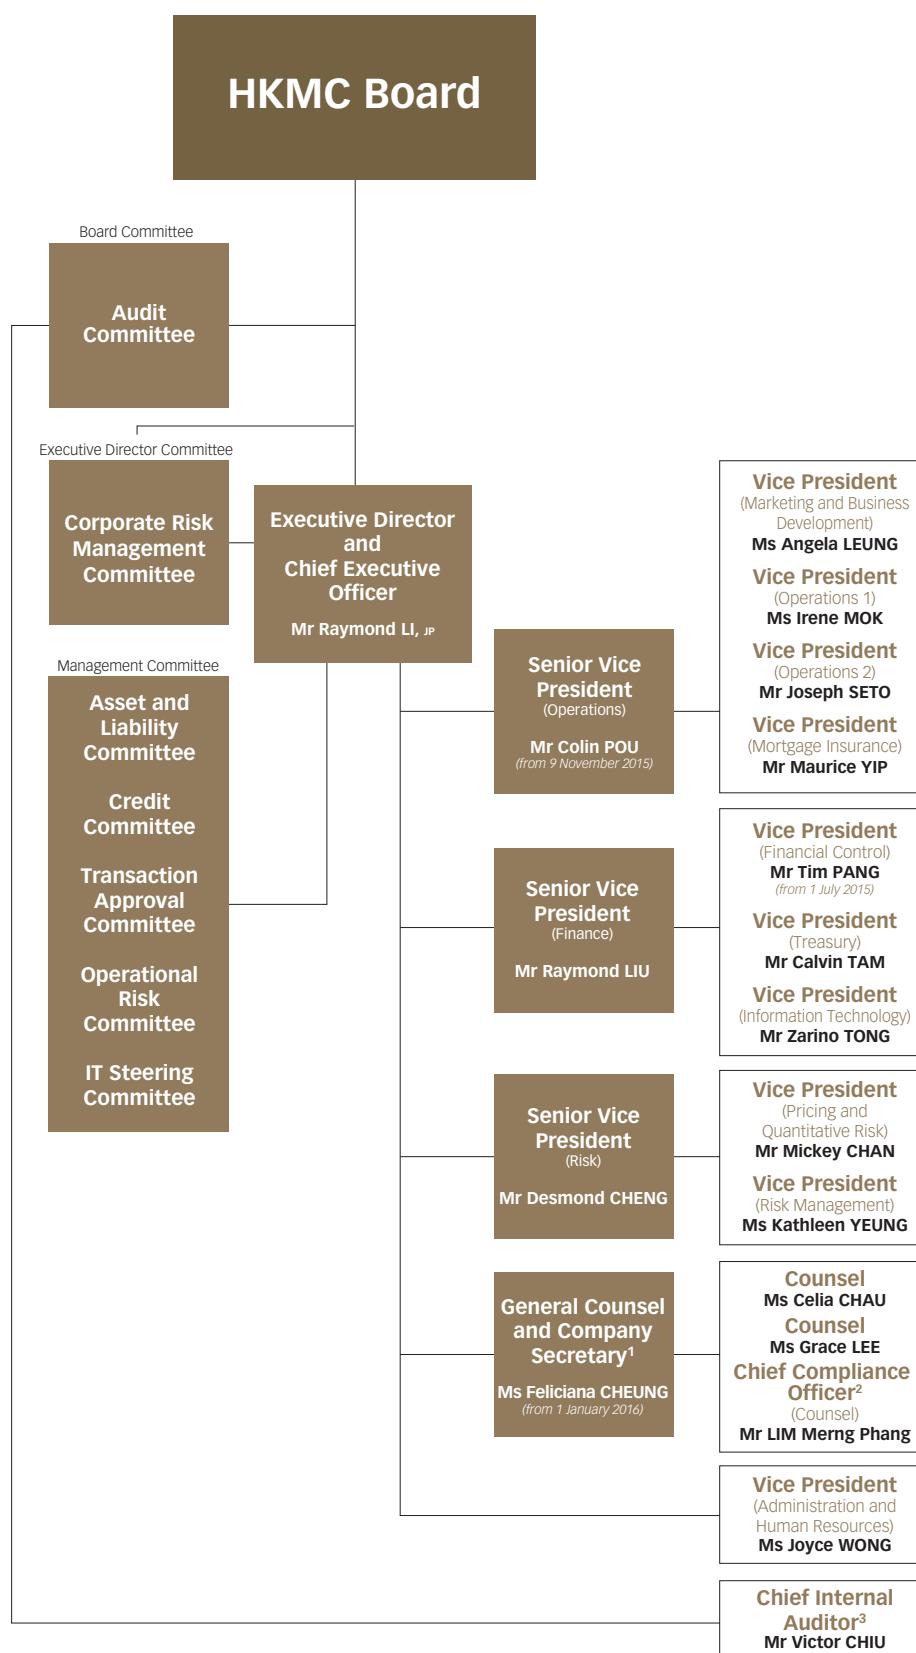 HKMC Board
Board Committee
Audit
Committee
Executive Director Committee
Corporate Risk
Management
Committee
Executive Director
and
Chief Executive
Officer
Mr Raymond LI, JP
Management Committee
Asset and
Liability
Committee
Credit
Committee
Transaction
Approval
Committee
Operational
Risk
Committee
IT Steering
Committee
Senior Vice
President
(Operations)
Mr Colin POU
(from 9 November 2015)
Vice President
(Marketing and Business
Development)
Ms Angela LEUNG
Vice President
(Operations 1)
Ms Irene MOK
Vice President
(Operations 2)
Mr Joseph SETO
Vice President
(Mortgage Insurance)
Mr Maurice YIP
Senior Vice
President
(Finance)
Mr Raymond LIU
Vice President
(Financial Control)
Mr Tim PANG
(from 1 July 2015)
Vice President
(Treasury)
Mr Calvin TAM
Vice President
(Information Technology)
Mr Zarino TONG
Senior Vice
President
(Risk)
Mr Desmond CHENG
Vice President
(Pricing and
Quantitative Risk)
Mr Mickey CHAN
Vice President
(Risk Management)
Ms Kathleen YEUNG
General Counsel
and Company
Secretary1
Ms Feliciana CHEUNG
(from 1 January 2016)
Counsel
Ms Celia CHAU
Counsel
Ms Grace LEE
Chief Compliance
Officer2
(Counsel)
Mr LIM Merng Phang
Vice President
(Administration and
Human Resources)
Ms Joyce WONG
Chief Internal
Auditor3
Mr Victor CHIU